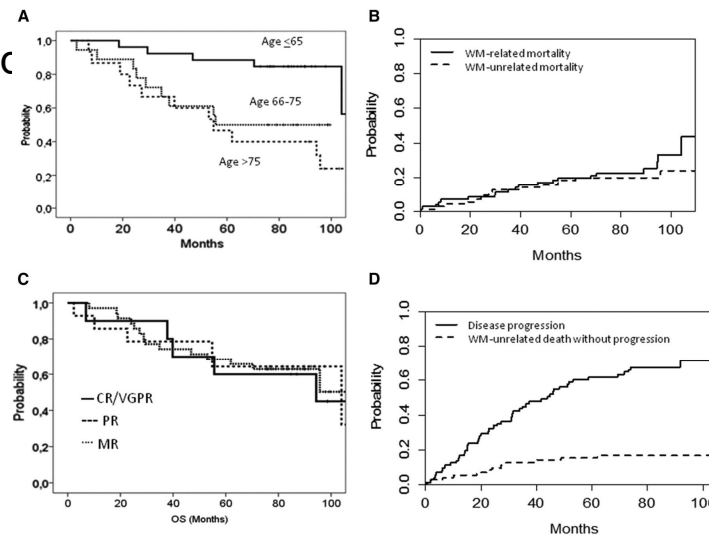 A
Age ≤65
Age 66-75
Age >75
1,0
0,8
0,6
0,4
0,2
0,0
Probability
0 20 40 60 80 100
Months
B
WM-related mortality
WM-unrelated mortality
1.0
0.8
0.6
0.4
0.2
0.0
Probability
0 20 40 60 80 100
Months
C
CR/VGPR
PR
MR
1,0
0,8
0,6
0,4
0,2
0,0
Probability
0 20 40 60 80 100
OS (Months)
D
Disease progression
WM-unrelated death without progression
1.0
0.8
0.6
0.4
0.2
0.0
Probability
0 20 40 60 80 100
Months